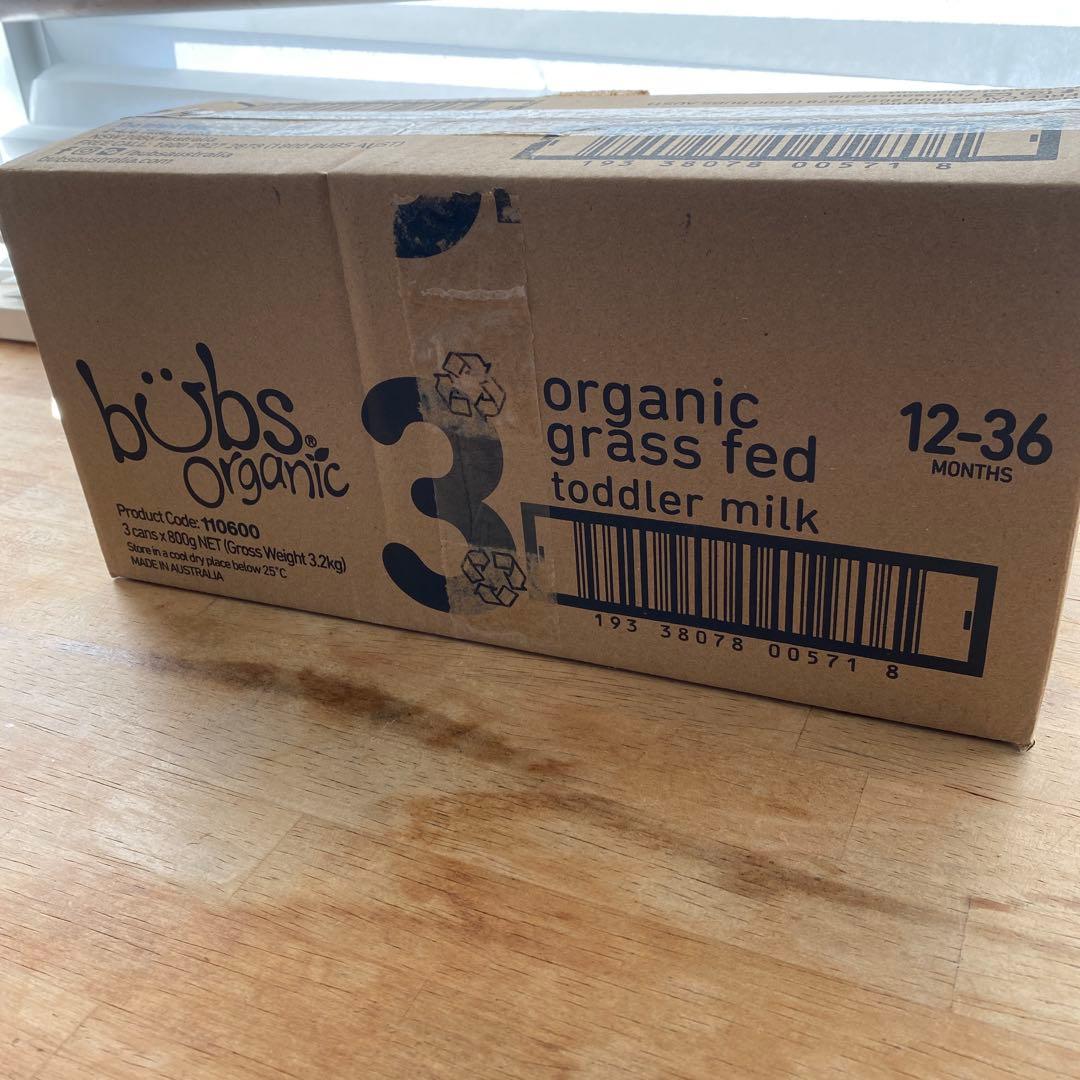 bubsaustralia
bubsaustralia.com
193 38078 00571 8
bubs®
organic
Product Code: 110600
3 cans x 800g NET (Gross Weight 3.2kg)
Store in a cool dry place below 25°C
MADE IN AUSTRALIA
3
organic
grass fed
toddler milk
12-36
MONTHS
193 38078 00571 8